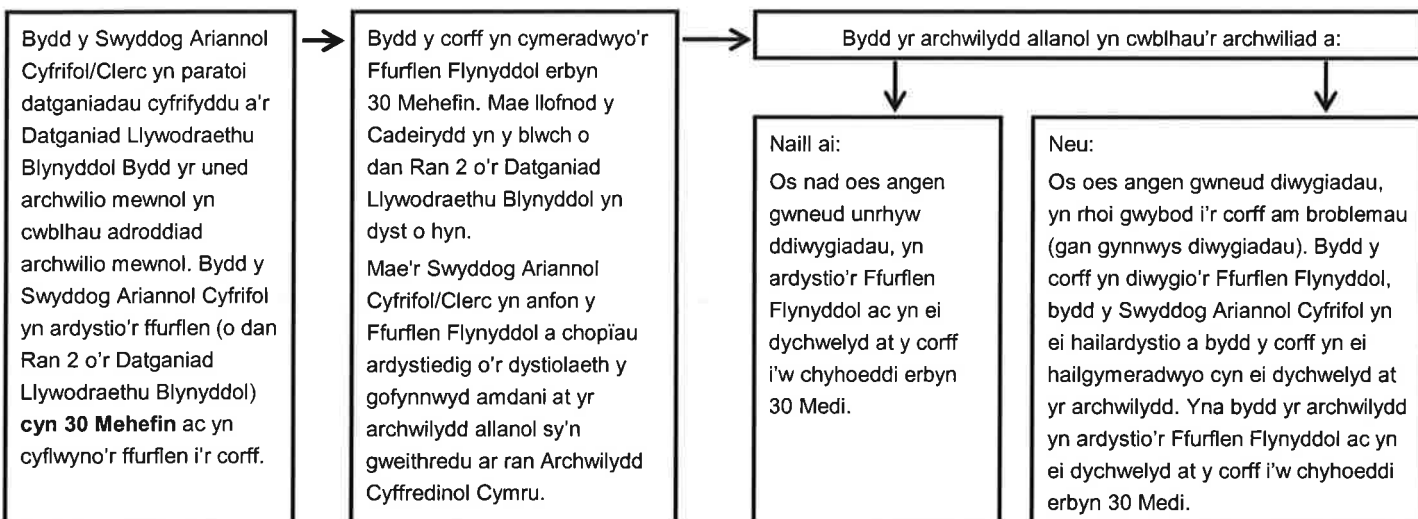 Bydd y Swyddog Ariannol
Cyfrifol/Clerc yn paratoi
datganiadau cyfrifyddu a'r
Datganiad Llywodraethu
Blynyddol Bydd yr uned
archwilio mewnol yn
cwblhau adroddiad
archwilio mewnol. Bydd y
Swyddog Ariannol Cyfrifol
yn ardystio'r ffurflen (o dan
Ran 2 o'r Datganiad
Llywodraethu Blynyddol)
cyn 30 Mehefin ac yn
cyflwyno'r ffurflen i'r corff.
Bydd y corff yn cymeradwyo'r
Ffurflen Flynyddol erbyn
30 Mehefin. Mae llofnod y
Cadeirydd yn y blwch o
dan Ran 2 o'r Datganiad
Llywodraethu Blynyddol yn
dyst o hyn.
Mae'r Swyddog Ariannol
Cyfrifol/Clerc yn anfon y
Ffurflen Flynyddol a chopïau
ardystiedig o'r dystiolaeth y
gofynnwyd amdani at yr
archwilydd allanol sy'n
gweithredu ar ran Archwilydd
Cyffredinol Cymru.
Bydd yr archwilydd allanol yn cwblhau'r archwiliad a:
Naill ai:
Os nad oes angen
gwneud unrhyw
ddiwygiadau, yn
ardystio'r Ffurflen
Flynyddol ac yn ei
dychwelyd at y corff
i'w chyhoeddi erbyn
30 Medi.
Neu:
Os oes angen gwneud diwygiadau,
yn rhoi gwybod i'r corff am broblemau
(gan gynnwys diwygiadau). Bydd y
corff yn diwygio'r Ffurflen Flynyddol,
bydd y Swyddog Ariannol Cyfrifol yn
ei hailardystio a bydd y corff yn ei
hailgymeradwyo cyn ei dychwelyd at
yr archwilydd. Yna bydd yr archwilydd
yn ardystio'r Ffurflen Flynyddol ac yn
ei dychwelyd at y corff i'w chyhoeddi
erbyn 30 Medi.